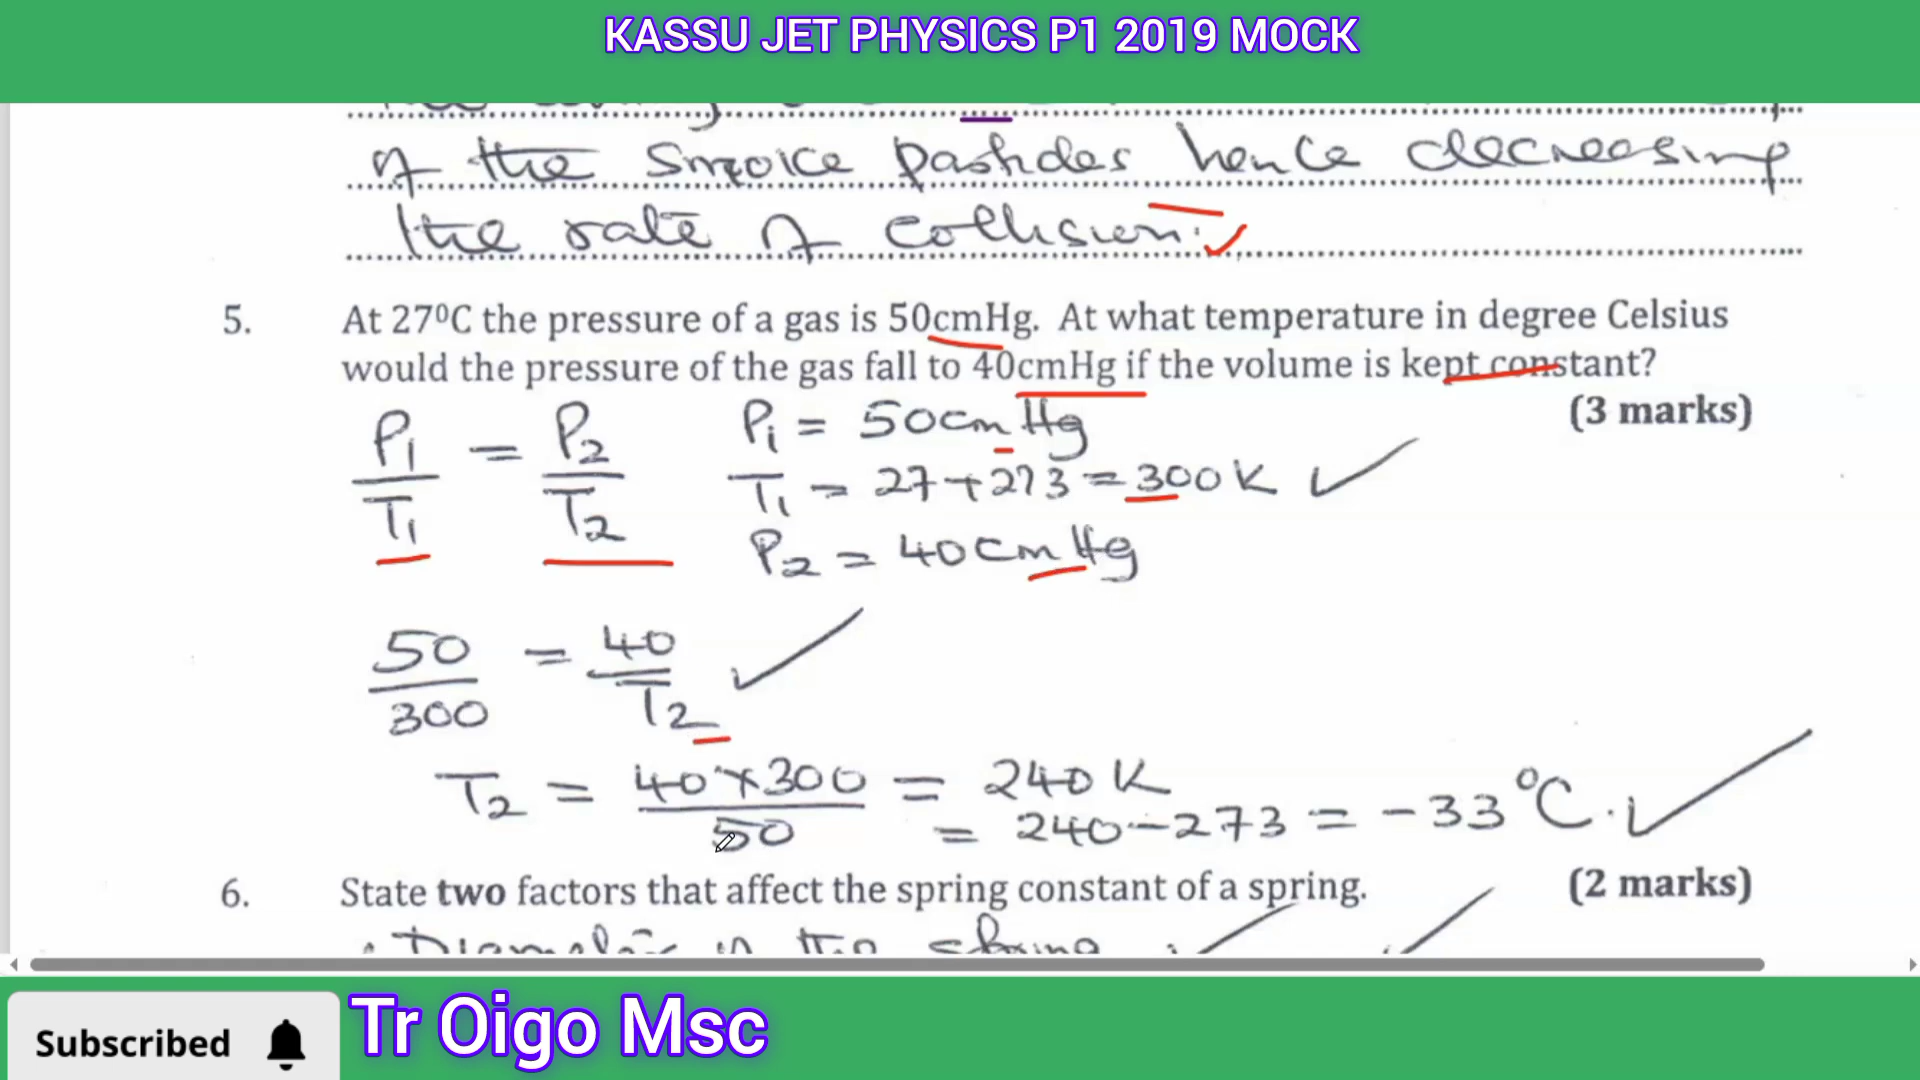 KASSU JET PHYSICS P1 2019 MOCK
of the smoke particles hence decreasing
the rate of collision.
5. At 27⁰C the pressure of a gas is 50cmHg. At what temperature in degree Celsius
would the pressure of the gas fall to 40cmHg if the volume is kept constant?
(3 marks)
P1/T1 = P2/T2
P1 = 50cmHg
T1 = 27+273 = 300K ✓
P2 = 40cmHg
50/300 = 40/T2 ✓
T2 = 40×300/50 = 240K
= 240-273 = -33°C. ✓
6. State two factors that affect the spring constant of a spring. (2 marks)
Subscribed
Tr Oigo Msc